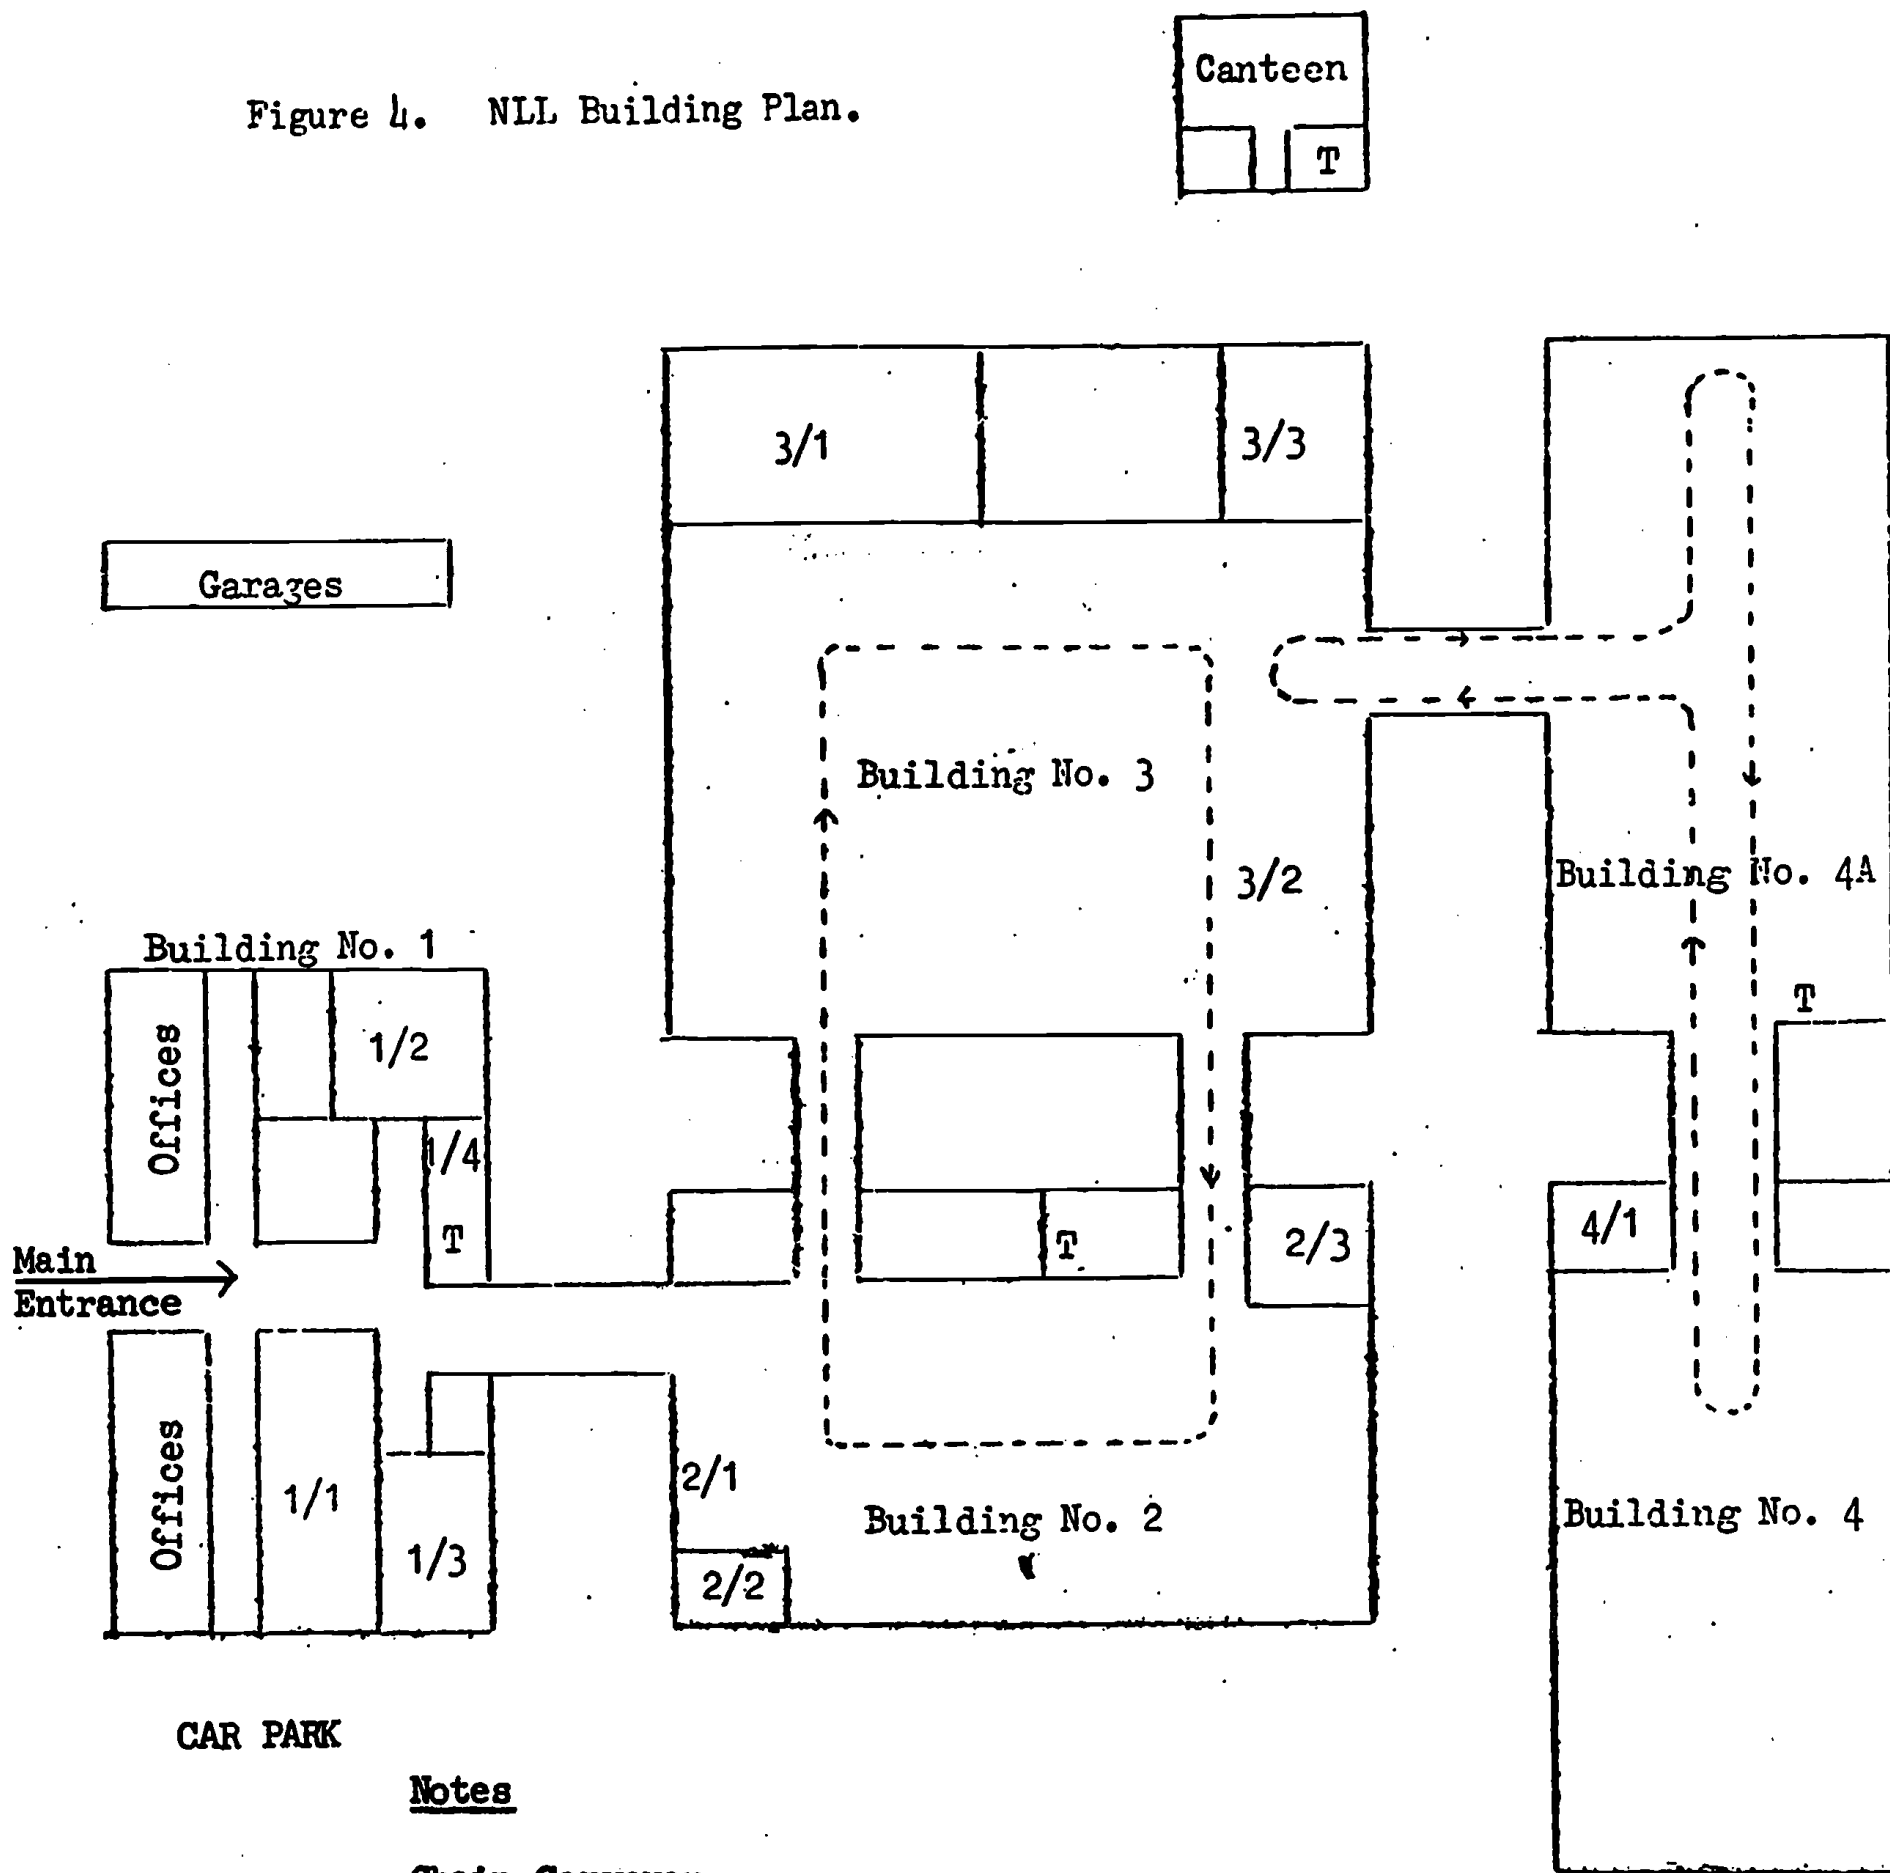 Figure 4. NLL Building Plan.
Canteen
T
3/1
3/3
Garages
Building No. 3
3/2
Building No. 4A
Building No. 1
T
Offices
1/2
1/4
T
Main
Entrance
T
2/3
4/1
Offices
1/1
1/3
2/1
2/2
Building No. 2
Building No. 4
CAR PARK
Notes